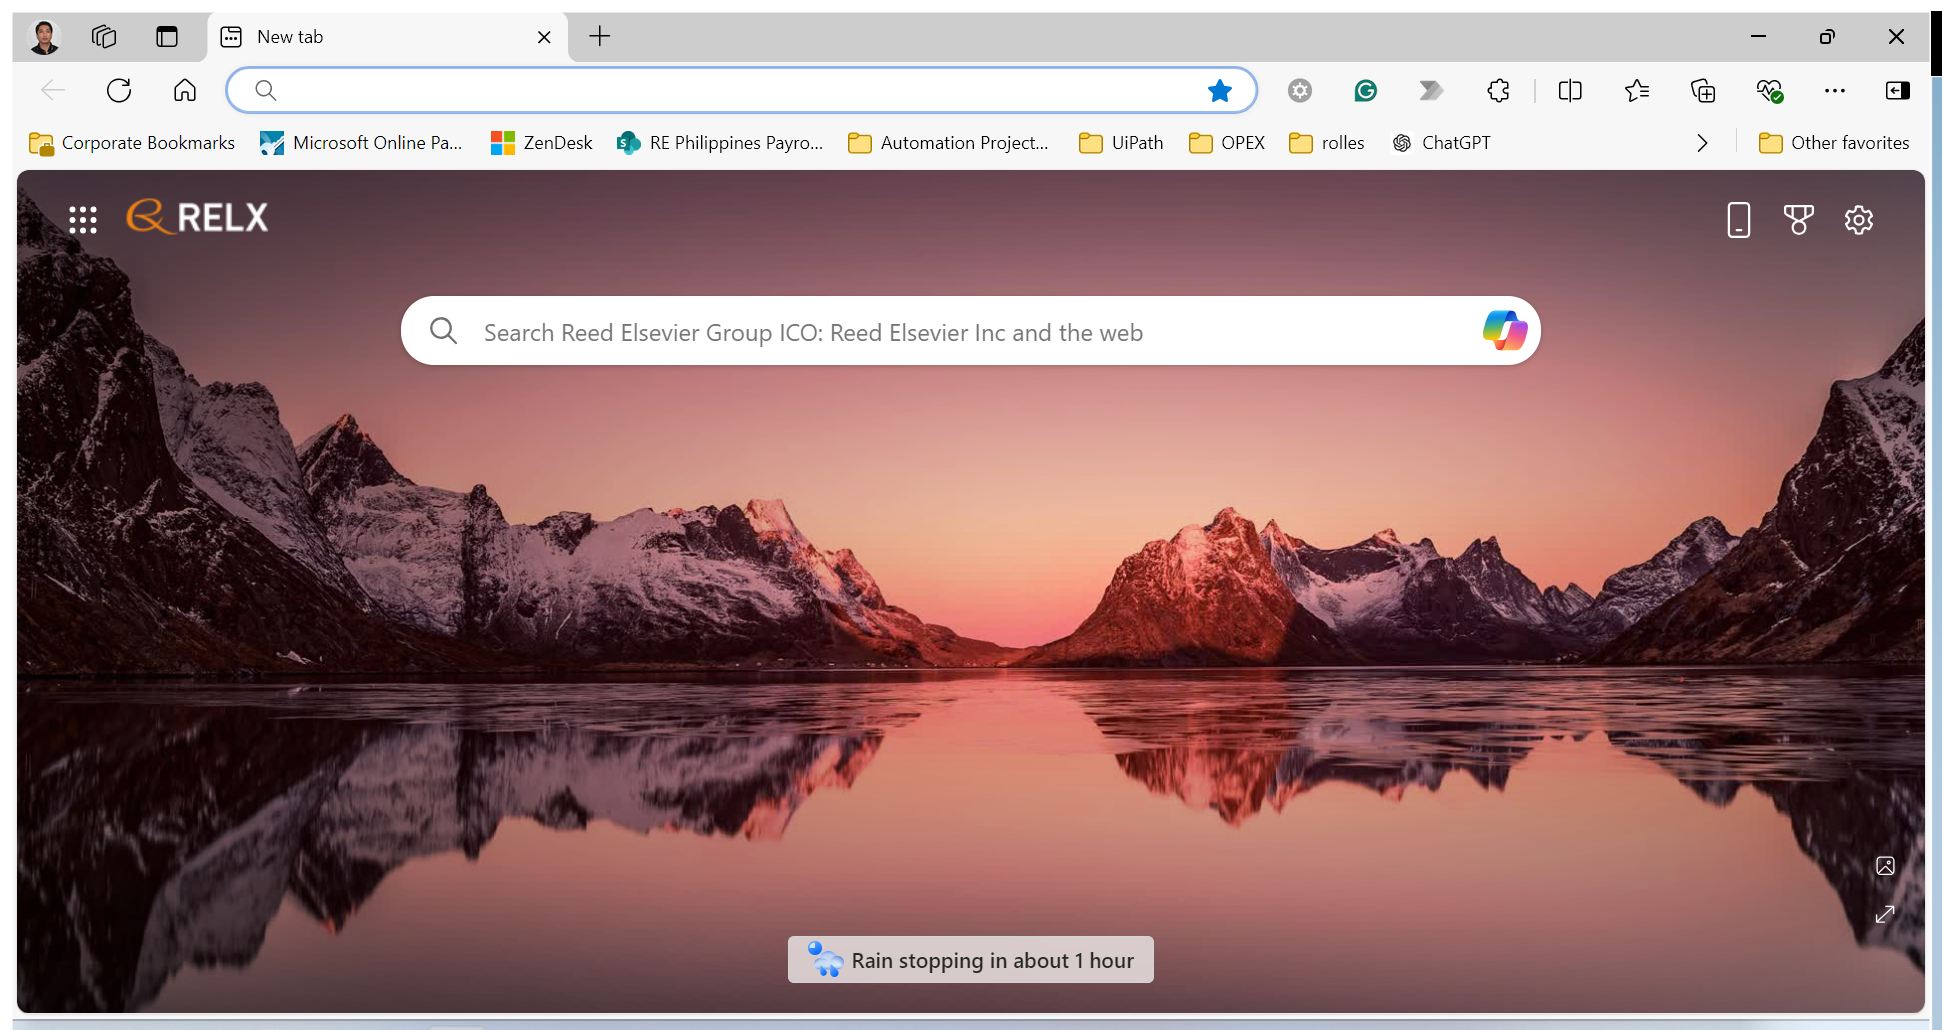 New tab
Corporate Bookmarks Microsoft Online Pa... ZenDesk RE Philippines Payro... Automation Project... UiPath OPEX rolles ChatGPT Other favorites
RELX
Search Reed Elsevier Group ICO: Reed Elsevier Inc and the web
Rain stopping in about 1 hour